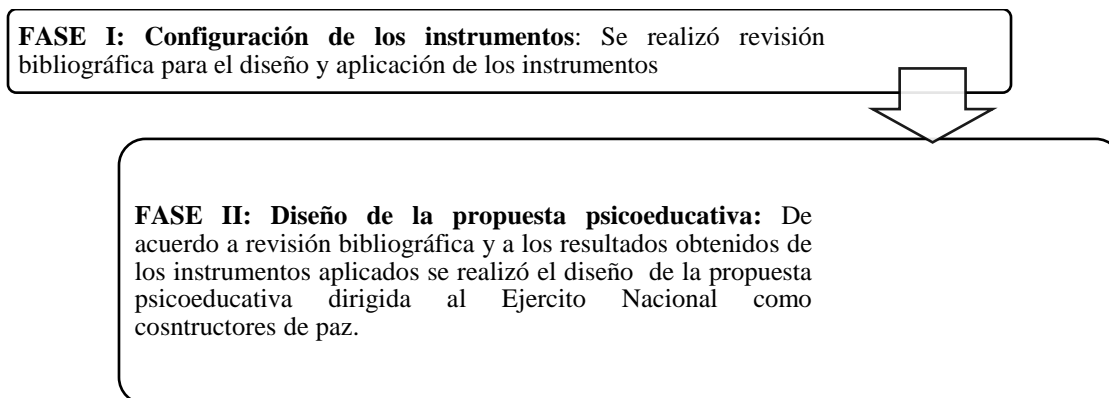 FASE I: Configuración de los instrumentos: Se realizó revisión
bibliográfica para el diseño y aplicación de los instrumentos
FASE II: Diseño de la propuesta psicoeducativa: De
acuerdo a revisión bibliográfica y a los resultados obtenidos de
los instrumentos aplicados se realizó el diseño de la propuesta
psicoeducativa dirigida al Ejercito Nacional como
cosntructores de paz.